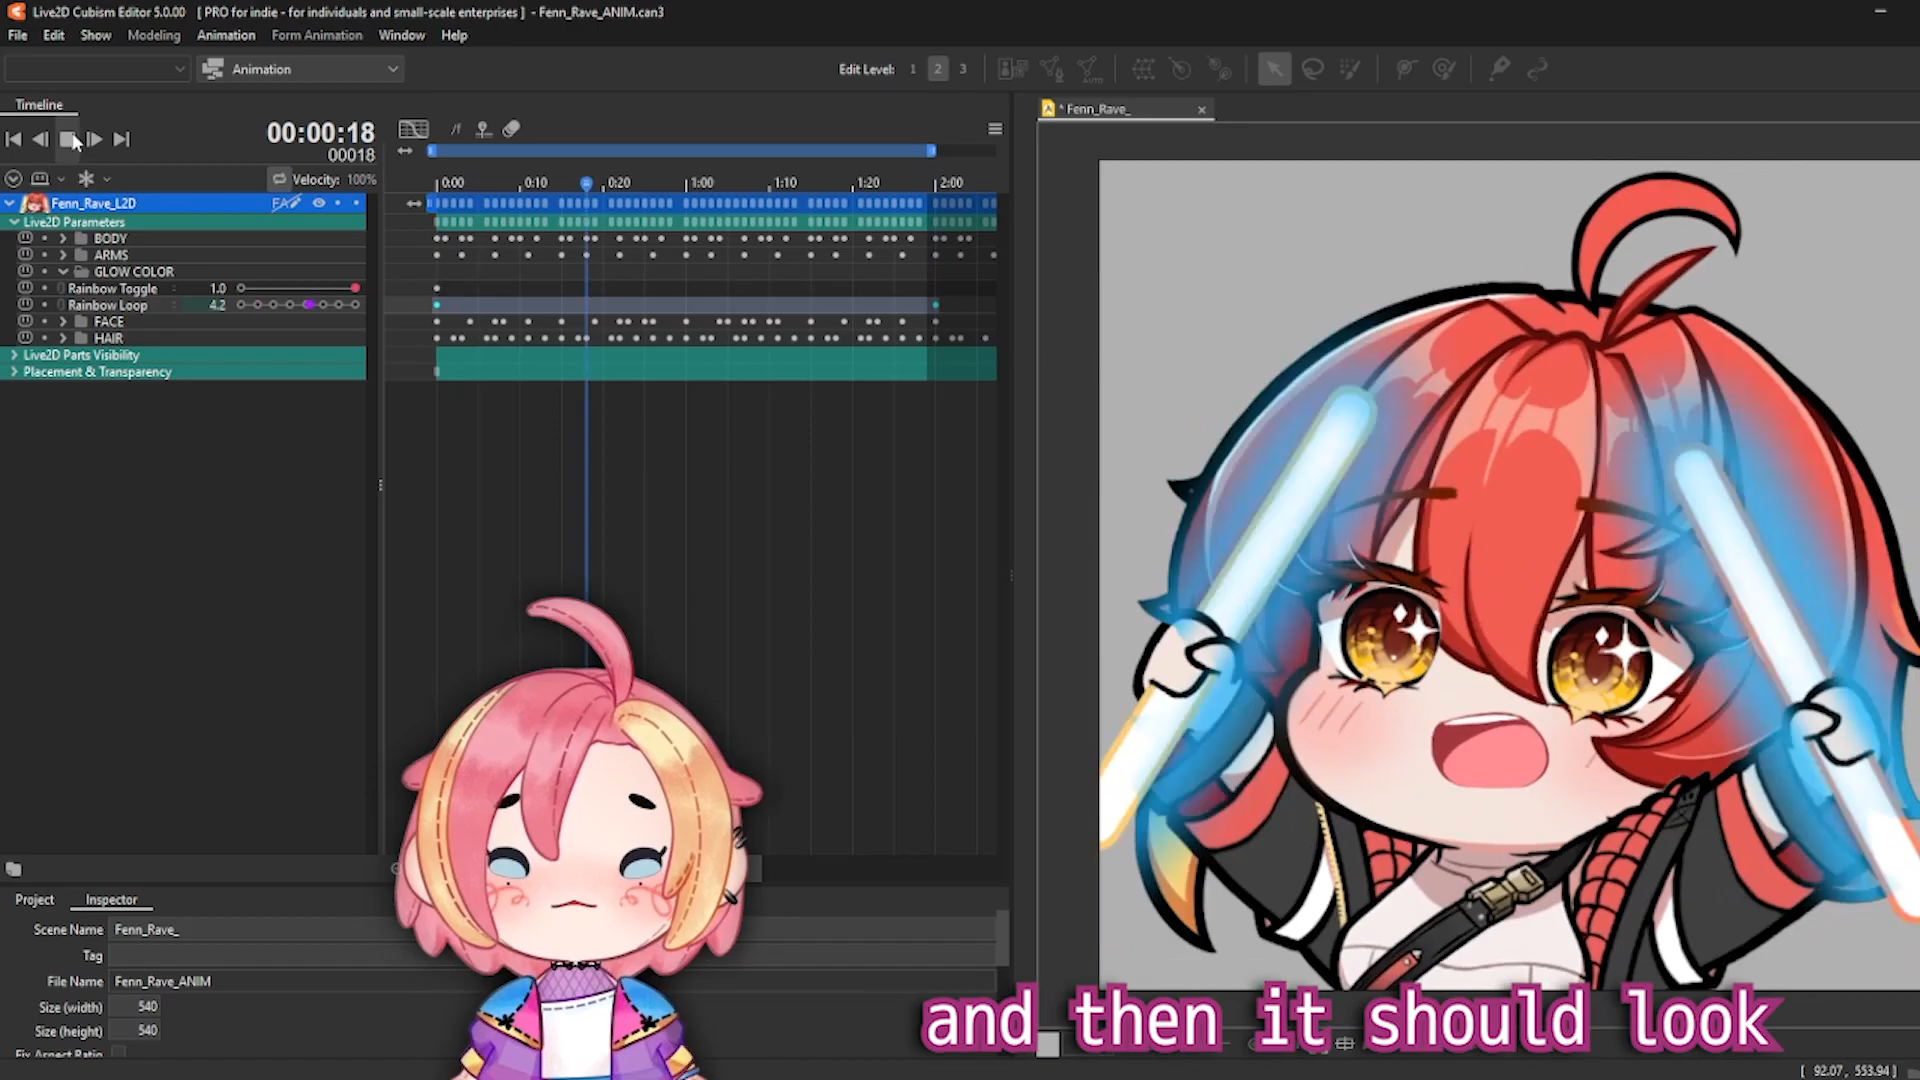 Live2D Cubism Editor 5.0.00 [ PRO for indie - for individuals and small-scale enterprises ] - Fenn_Rave_ANIM.can3
File Edit Show Modeling Animation Form Animation Window Help
Animation
Edit Level: 1 2 3
AUTO
Timeline
* Fenn_Rave_
00:00:18
00018
Velocity: 100%
0:00 0:10 0:20 1:00 1:10 1:20 2:00
Fenn_Rave_L2D
FA
Live2D Parameters
BODY
ARMS
GLOW COLOR
Rainbow Toggle : 1.0
Rainbow Loop : 4.2
FACE
HAIR
Live2D Parts Visibility
Placement & Transparency
Project Inspector
Scene Name Fenn_Rave_
Tag
File Name Fenn_Rave_ANIM
Size (width) 540
Size (height) 540
Fix Aspect Ratio
and then it should look
[ 92.07, 553.94 ]